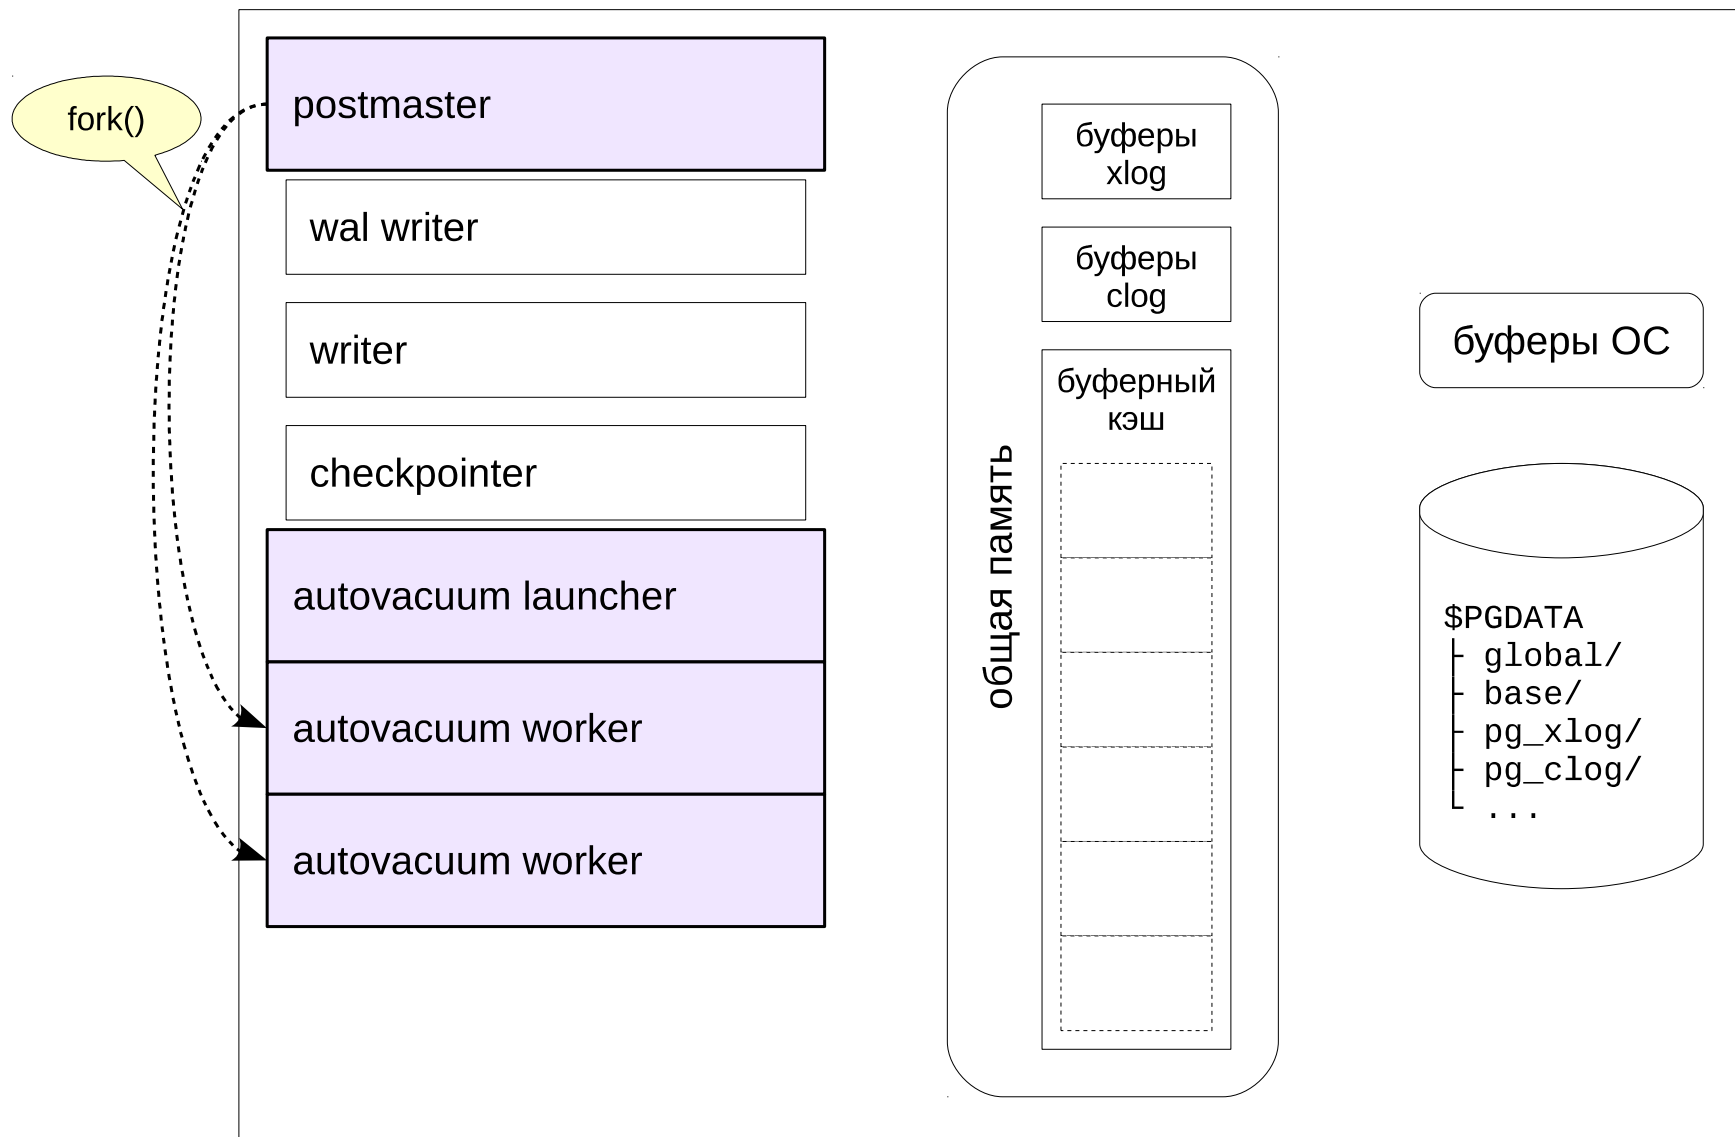 fork()
postmaster
wal writer
writer
checkpointer
autovacuum launcher
autovacuum worker
autovacuum worker
общая память
буферы
xlog
буферы
clog
буферный
кэш
буферы ОС
$PGDATA
├ global/
├ base/
├ pg_xlog/
├ pg_clog/
└ ...